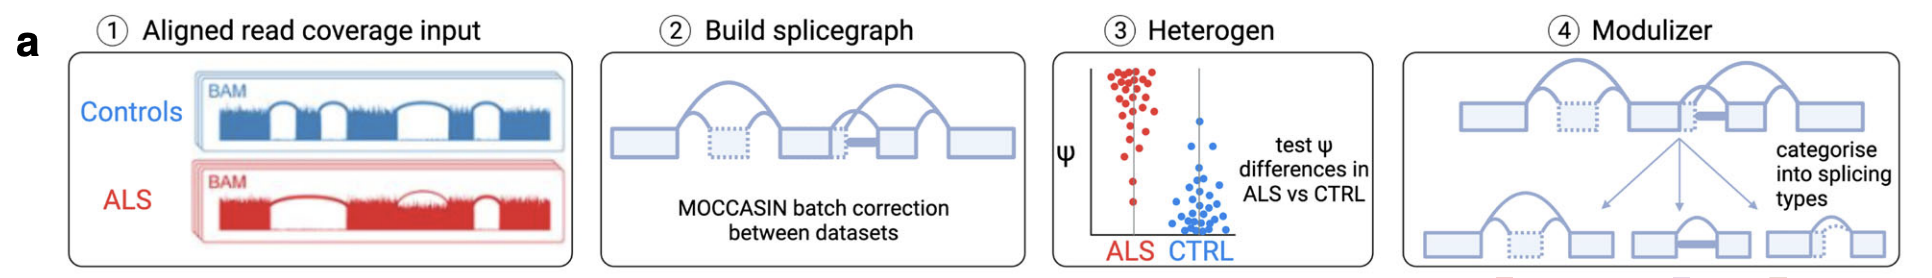 a
① Aligned read coverage input
Controls
BAM
ALS
BAM
② Build splicegraph
MOCCASIN batch correction
between datasets
③ Heterogen
Ψ
test ψ
differences in
ALS vs CTRL
ALS CTRL
④ Modulizer
categorise
into splicing
types